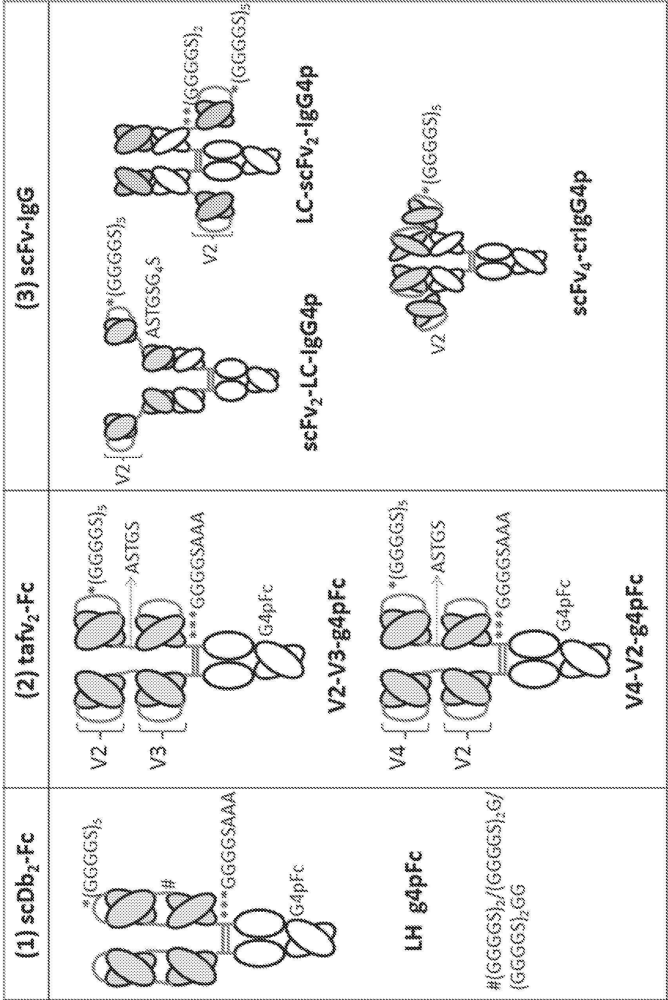 (1) scDb2-Fc
*(GGGGS)5
#
***GGGGSAAA
G4pFc
LH g4pFc
#(GGGGS)2/(GGGGS)2G/
(GGGGS)2GG
(2) tafv2-Fc
V2
*(GGGGS)5
ASTGS
V3
***GGGGSAAA
G4pFc
V2-V3-g4pFc
V4
*(GGGGS)5
ASTGS
V2
***GGGGSAAA
G4pFc
V4-V2-g4pFc
(3) scFv-IgG
V2
*(GGGGS)5
ASTGSG4S
scFv2-LC-IgG4p
**(GGGGS)2
V2
*(GGGGS)5
LC-scFv2-IgG4p
V2
*(GGGGS)5
scFv4-crIgG4p